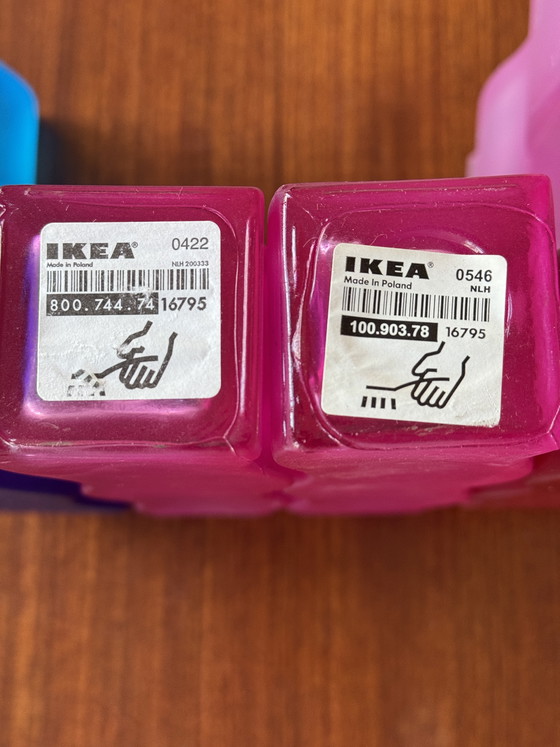 IKEA® 0422
Made in Poland NLH 200333
800.744.74 16795
IKEA® 0546
Made in Poland NLH
100.903.78 16795